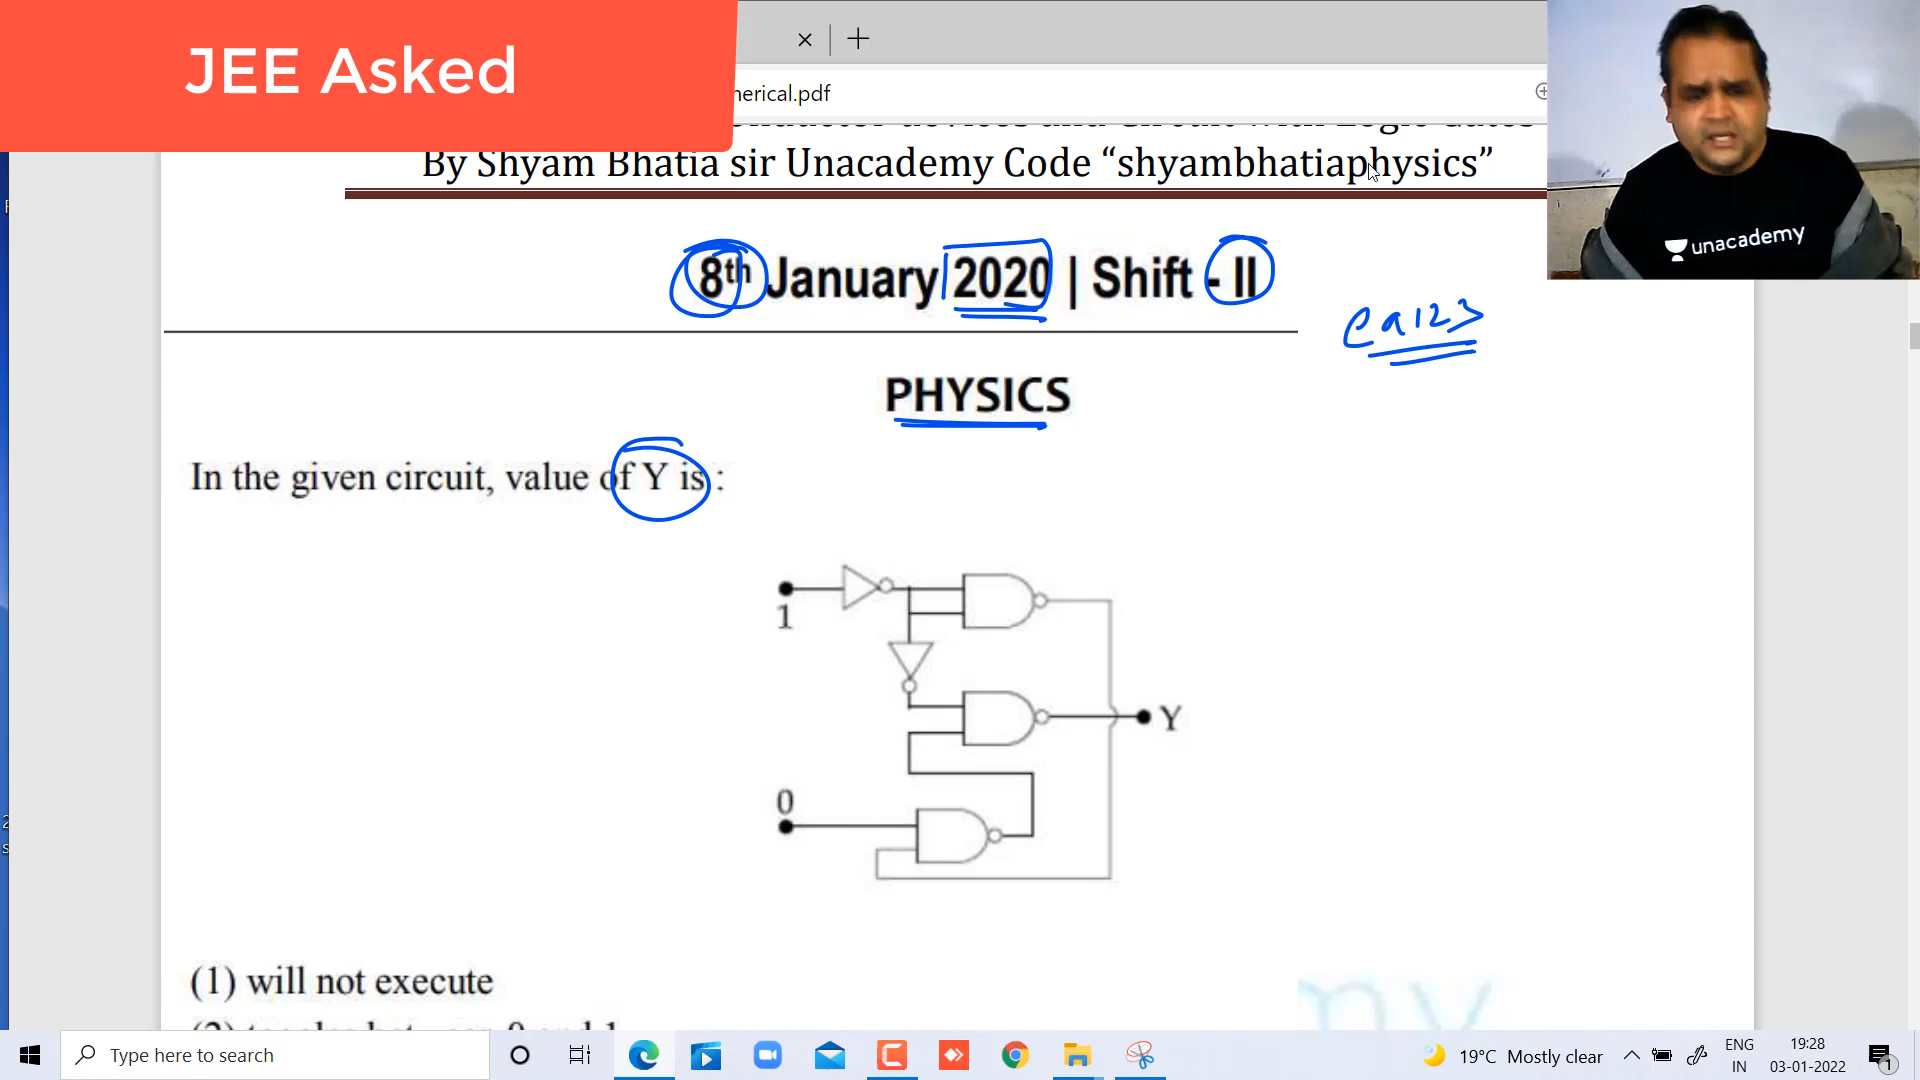 JEE Asked
nerical.pdf
By Shyam Bhatia sir Unacademy Code “shyambhatiaphysics”
8th January 2020 | Shift - II
PHYSICS
In the given circuit, value of Y is :
1
Y
0
(1) will not execute
unacademy
Type here to search
19°C Mostly clear
ENG
IN
19:28
03-01-2022
1